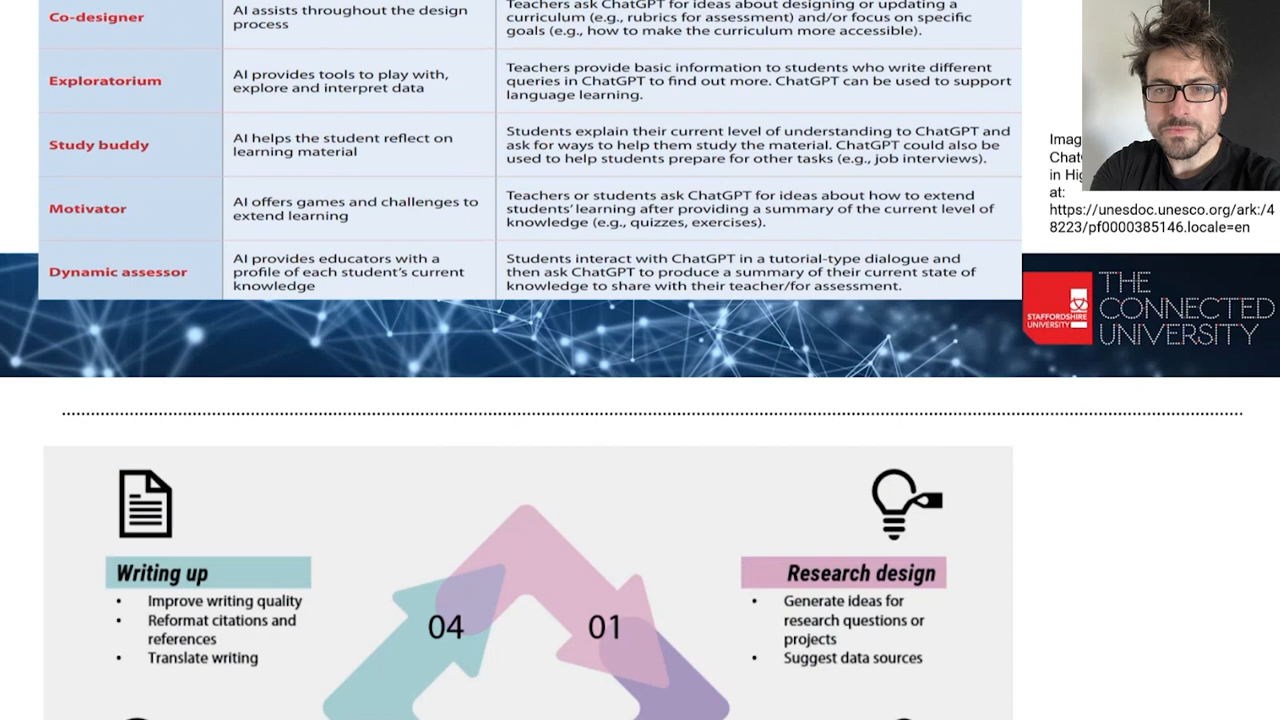 Co-designer
AI assists throughout the design
process
Teachers ask ChatGPT for ideas about designing or updating a
curriculum (e.g., rubrics for assessment) and/or focus on specific
goals (e.g., how to make the curriculum more accessible).
Exploratorium
AI provides tools to play with,
explore and interpret data
Teachers provide basic information to students who write different
queries in ChatGPT to find out more. ChatGPT can be used to support
language learning.
Study buddy
AI helps the student reflect on
learning material
Students explain their current level of understanding to ChatGPT and
ask for ways to help them study the material. ChatGPT could also be
used to help students prepare for other tasks (e.g., job interviews).
Motivator
AI offers games and challenges to
extend learning
Teachers or students ask ChatGPT for ideas about how to extend
students' learning after providing a summary of the current level of
knowledge (e.g., quizzes, exercises).
Dynamic assessor
AI provides educators with a
profile of each student's current
knowledge
Students interact with ChatGPT in a tutorial-type dialogue and
then ask ChatGPT to produce a summary of their current state of
knowledge to share with their teacher/for assessment.
in
at:
https://unesdoc.unesco.org/ark:/4
8223/pf0000385146.locale=en
STAFFORDSHIRE
UNIVERSITY
THE
CONNECTED
UNIVERSITY
Writing up
• Improve writing quality
• Reformat citations and
references
• Translate writing
04
01
Research design
• Generate ideas for
research questions or
projects
• Suggest data sources